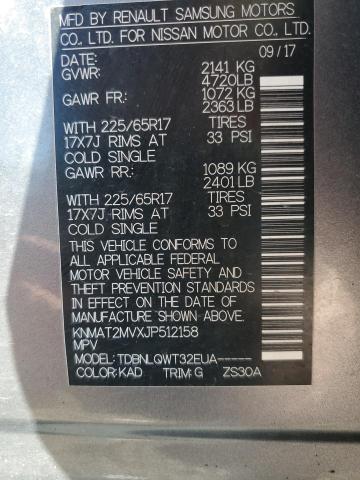 MFD BY RENAULT SAMSUNG MOTORS
CO., LTD. FOR NISSAN MOTOR CO., LTD.
DATE: 09/17
GVWR: 2141 KG
4720LB
GAWR FR: 1072 KG
2363LB
WITH 225/65R17 TIRES
17X7J RIMS AT 33 PSI
COLD SINGLE
GAWR RR: 1089 KG
2401LB
WITH 225/65R17 TIRES
17X7J RIMS AT 33 PSI
COLD SINGLE
THIS VEHICLE CONFORMS TO
ALL APPLICABLE FEDERAL
MOTOR VEHICLE SAFETY AND
THEFT PREVENTION STANDARDS
IN EFFECT ON THE DATE OF
MANUFACTURE SHOWN ABOVE.
KNMAT2MVXJP512158
MPV
MODEL: TDBNLQWT32EUA-----
COLOR: KAD TRIM: G ZS30A